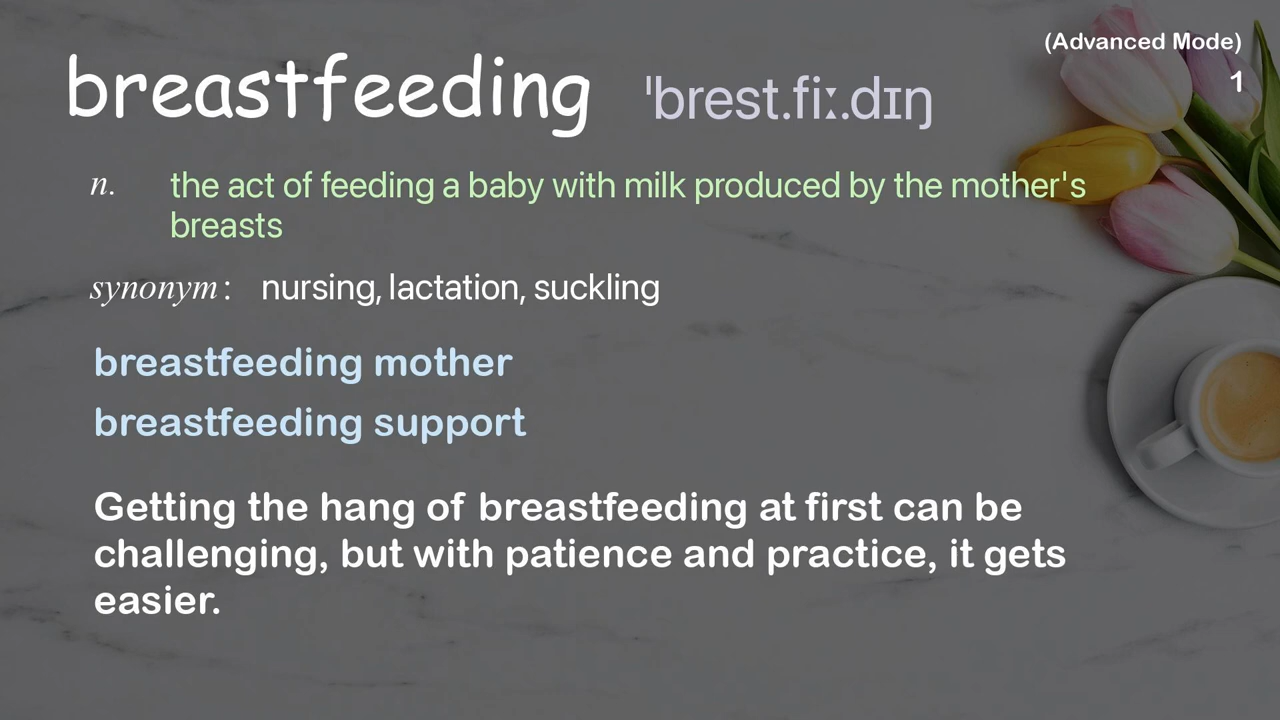 (Advanced Mode)
breastfeeding ˈbrest.fiː.dɪŋ
1
n. the act of feeding a baby with milk produced by the mother's
breasts
synonym: nursing, lactation, suckling
breastfeeding mother
breastfeeding support
Getting the hang of breastfeeding at first can be
challenging, but with patience and practice, it gets
easier.